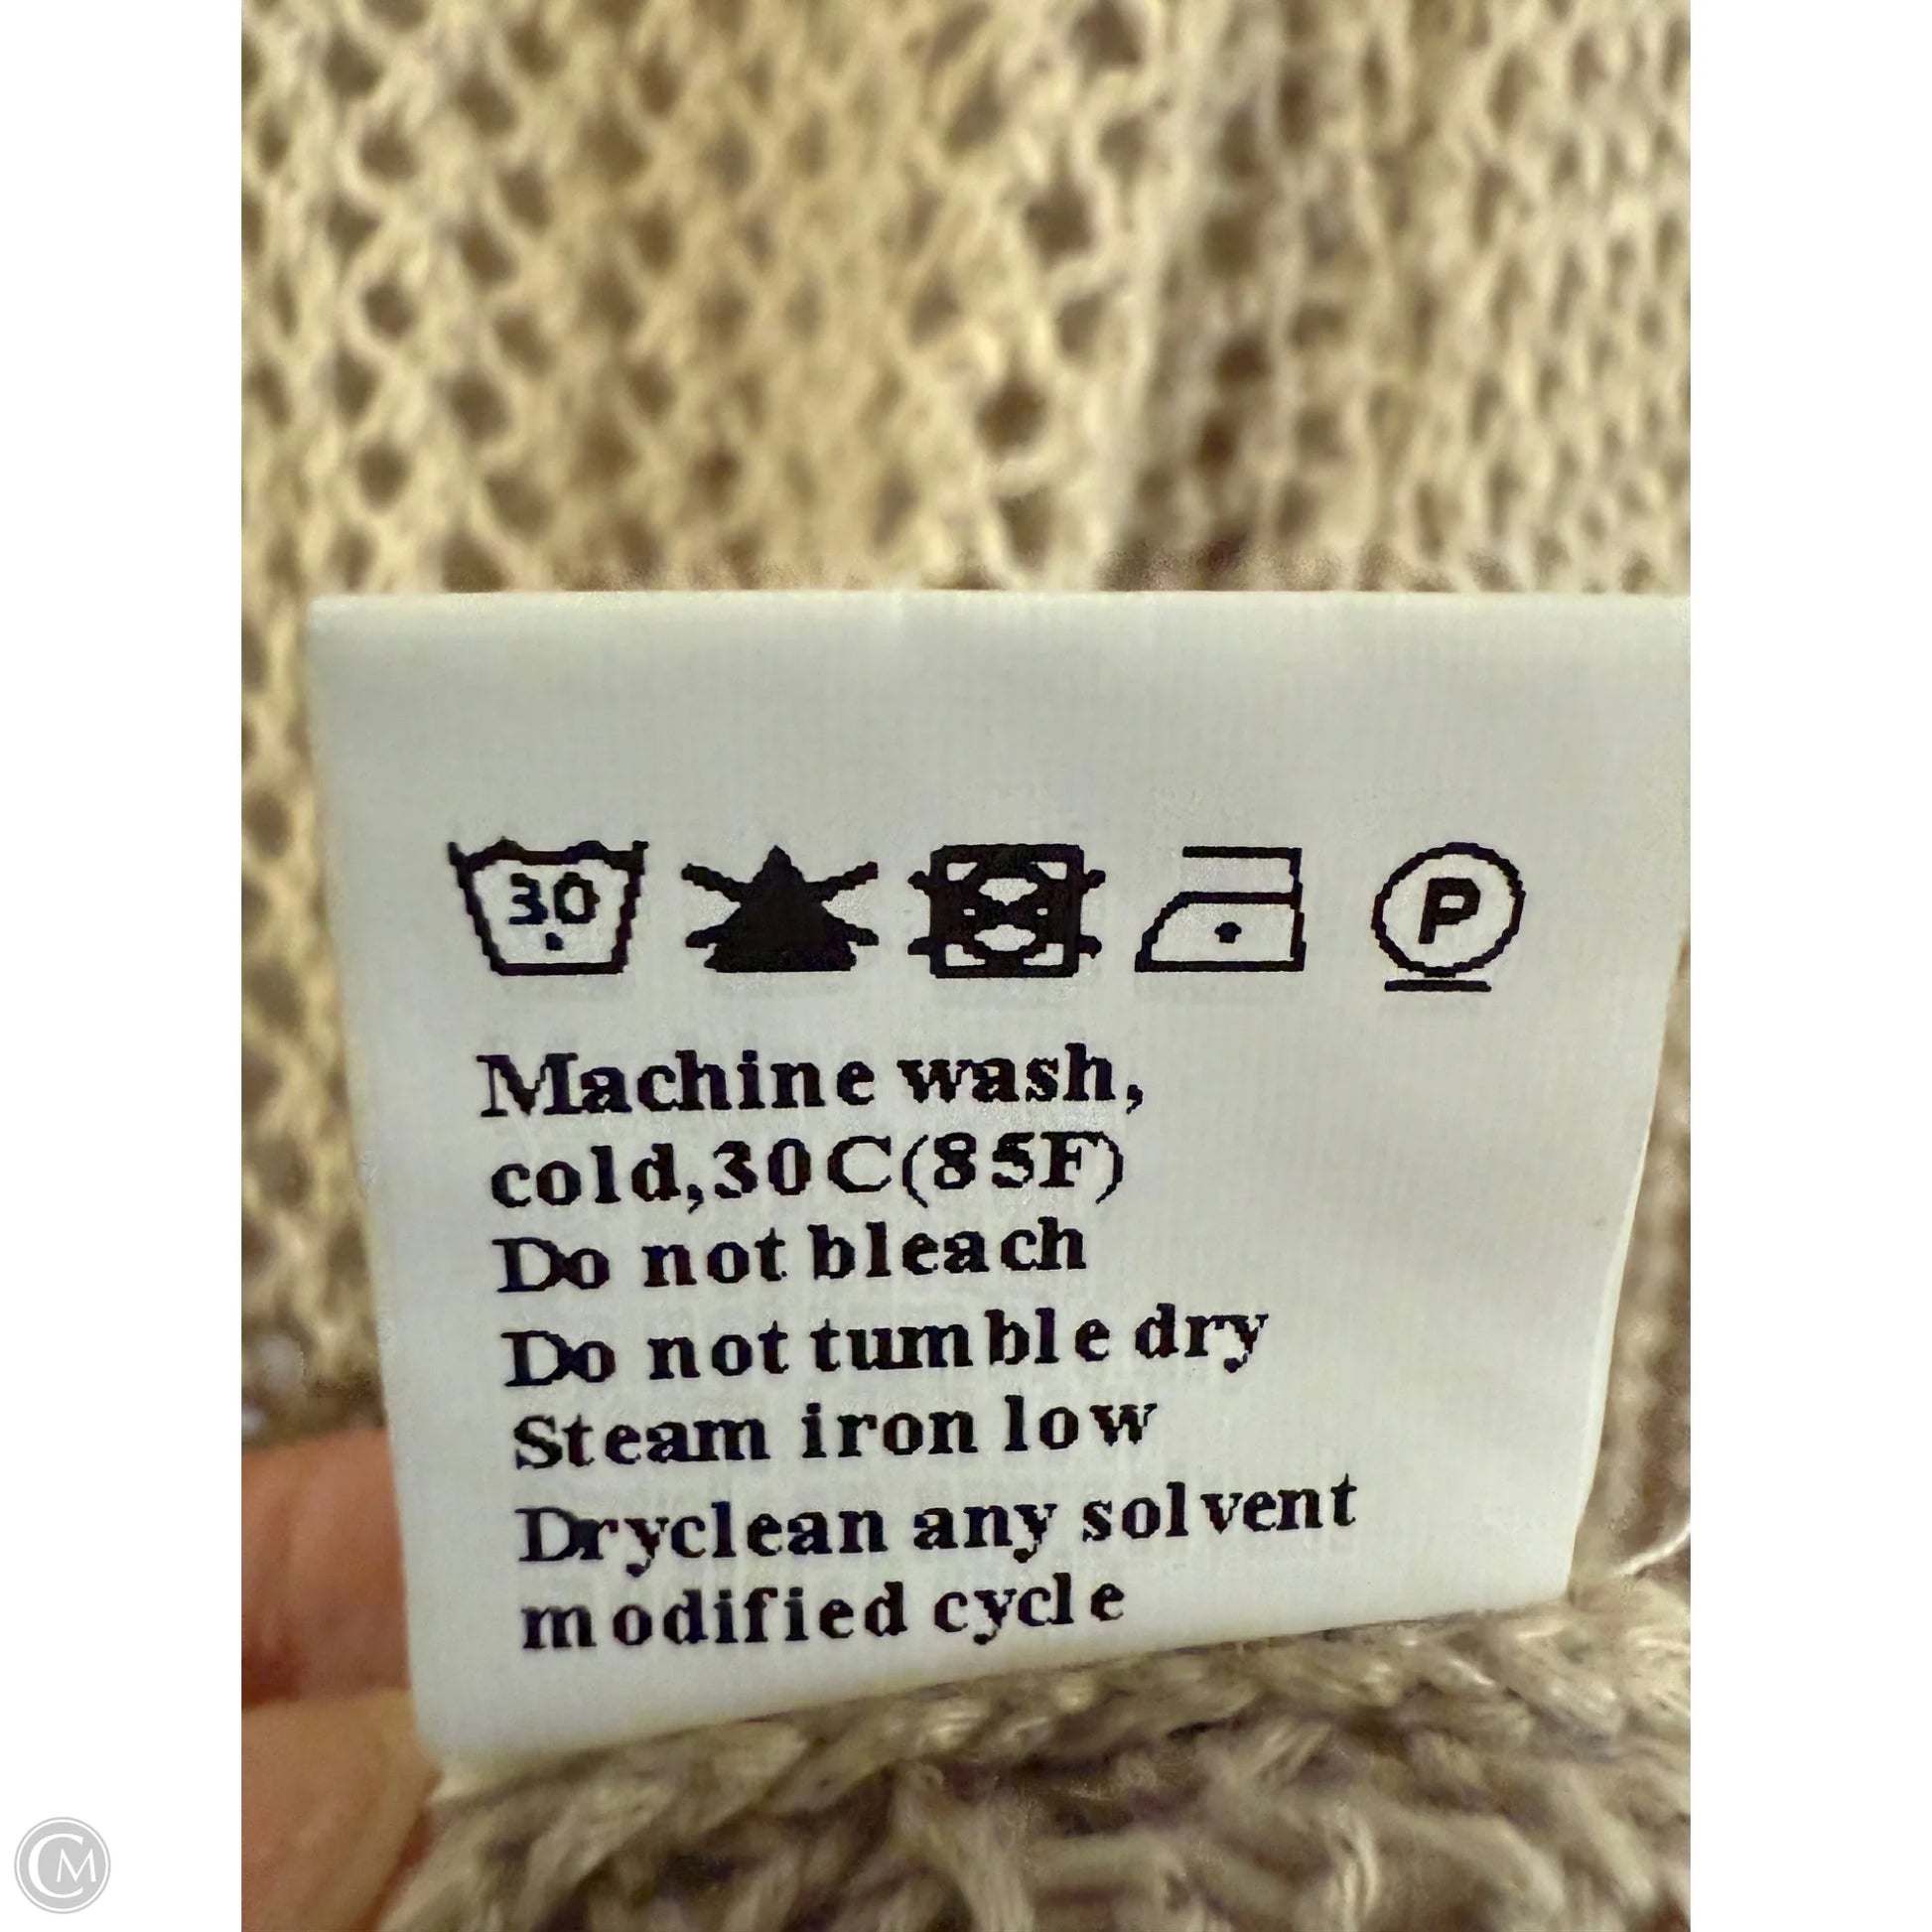 30
P
Machine wash,
cold,30C(85F)
Do not bleach
Do not tumble dry
Steam iron low
Dryclean any solvent
modified cycle
CM